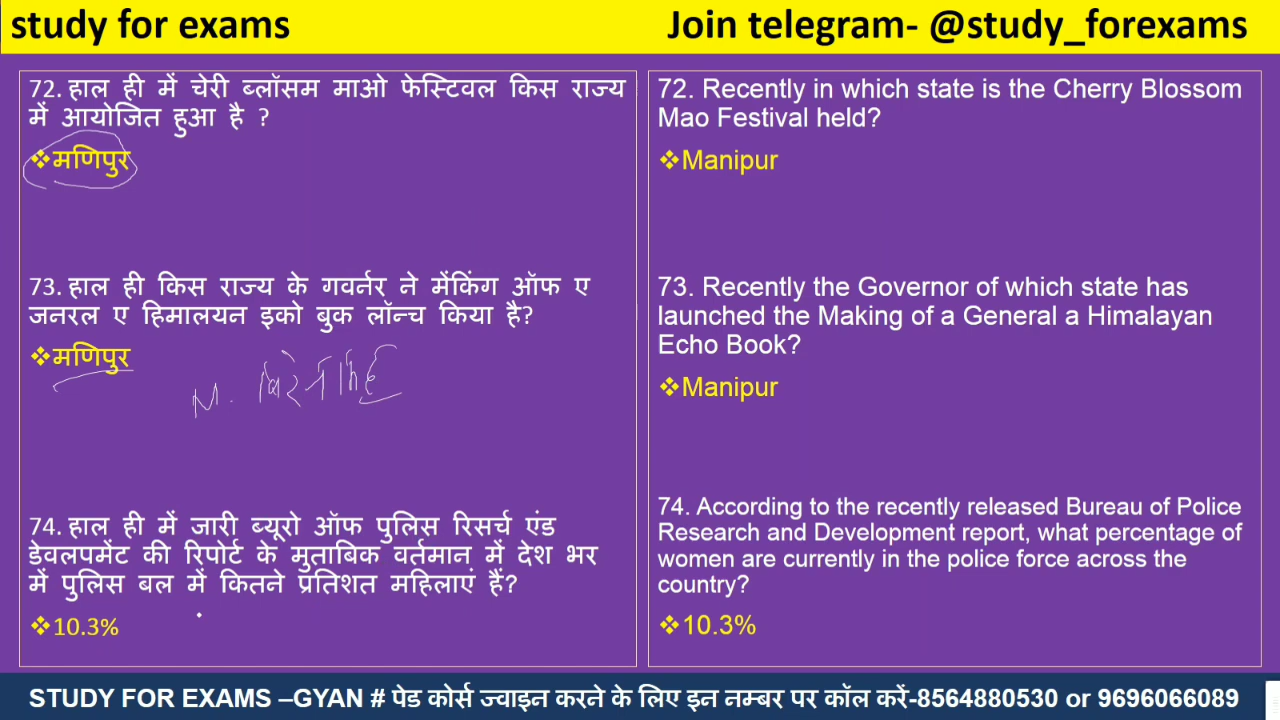 study for exams
Join telegram- @study_forexams
72. हाल ही में चेरी ब्लॉसम माओ फेस्टिवल किस राज्य
में आयोजित हुआ है ?
❖मणिपुर
73. हाल ही किस राज्य के गवर्नर ने मेंकिंग ऑफ ए
जनरल ए हिमालयन इको बुक लॉन्च किया है?
❖मणिपुर
N. बिरेन सिंह
74. हाल ही में जारी ब्यूरो ऑफ पुलिस रिसर्च एंड
डेवलपमेंट की रिपोर्ट के मुताबिक वर्तमान में देश भर
में पुलिस बल में कितने प्रतिशत महिलाएं हैं?
❖10.3%
72. Recently in which state is the Cherry Blossom
Mao Festival held?
❖Manipur
73. Recently the Governor of which state has
launched the Making of a General a Himalayan
Echo Book?
❖Manipur
74. According to the recently released Bureau of Police
Research and Development report, what percentage of
women are currently in the police force across the
country?
❖10.3%
STUDY FOR EXAMS –GYAN # पेड कोर्स ज्वाइन करने के लिए इन नम्बर पर कॉल करें-8564880530 or 9696066089